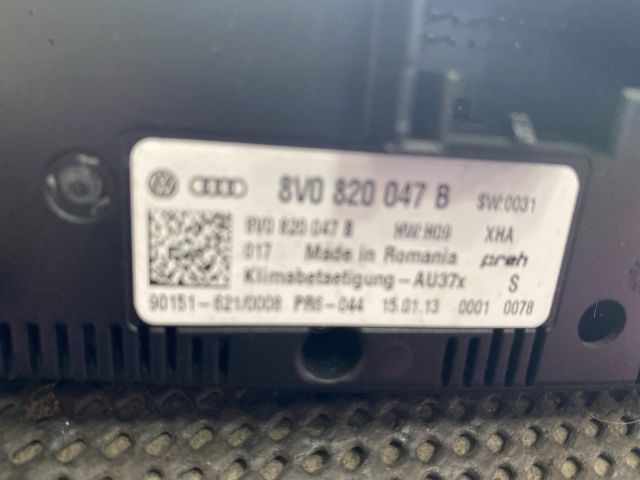 8V0 820 047 B SW:0031
8V0 820 047 B HW:H09 XHA
017 Made in Romania preh
Klimabetaetigung-AU37x S
90151-621/0008 PR6-044 15.01.13 0001 0078